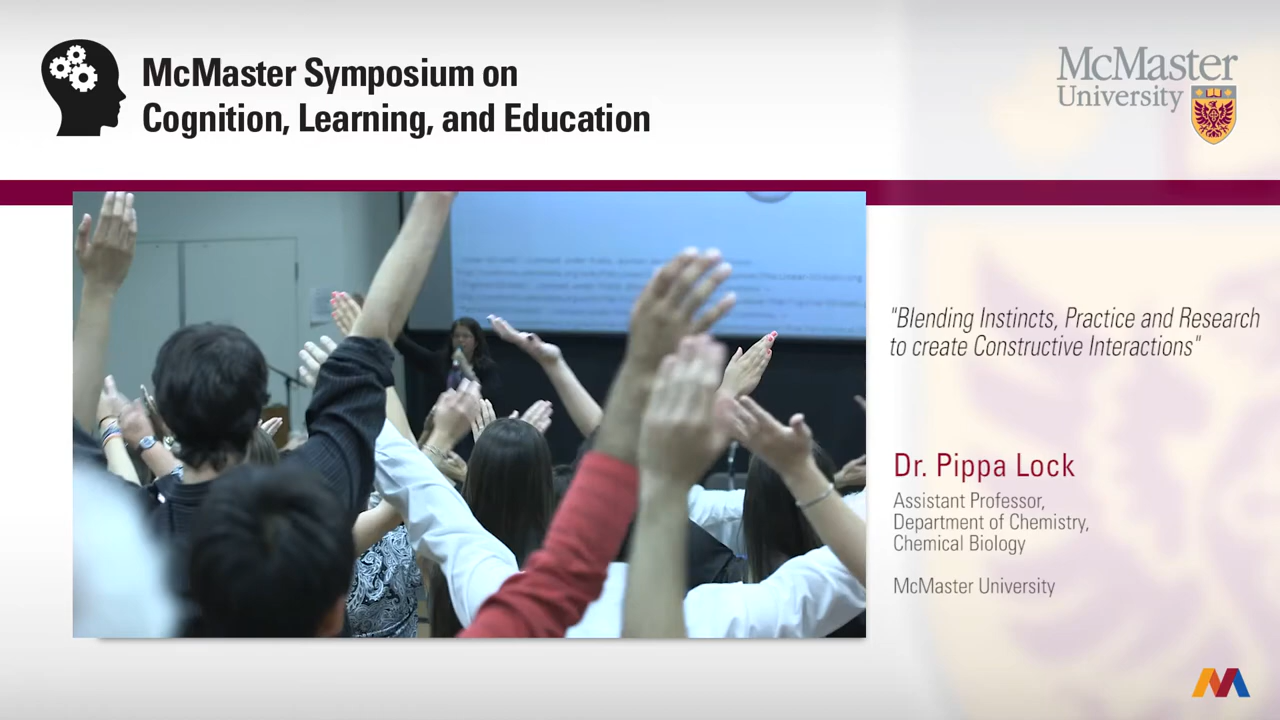 McMaster Symposium on
Cognition, Learning, and Education
McMaster
University
"Blending Instincts, Practice and Research
to create Constructive Interactions"
Dr. Pippa Lock
Assistant Professor,
Department of Chemistry,
Chemical Biology
McMaster University